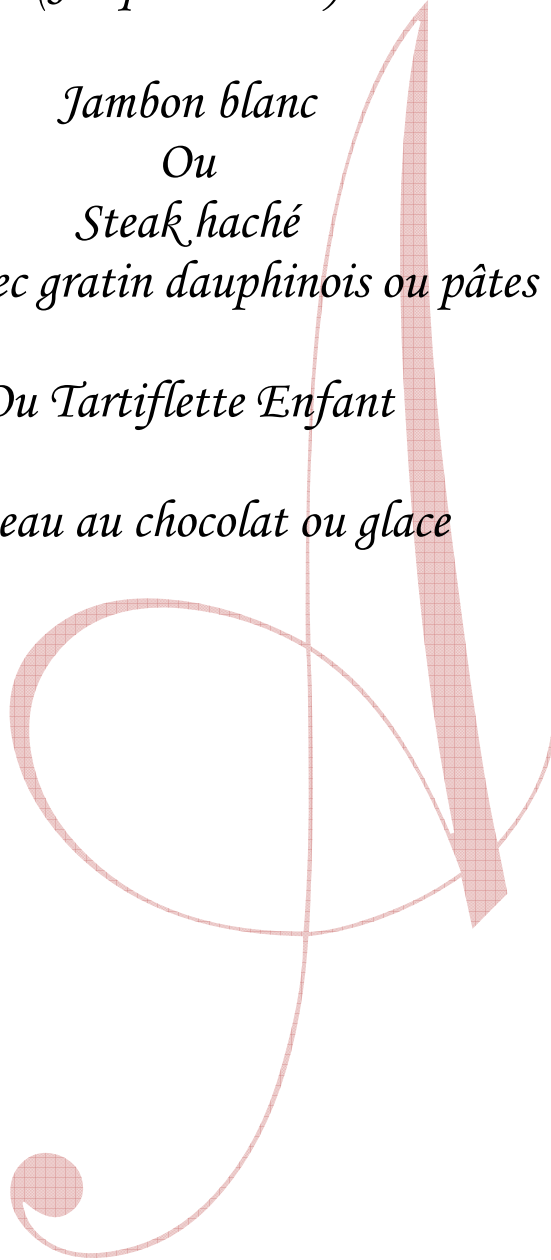 Jambon blanc
Ou
Steak haché
gratin dauphinois ou pâtes
Tartiflette Enfant
au chocolat ou glace